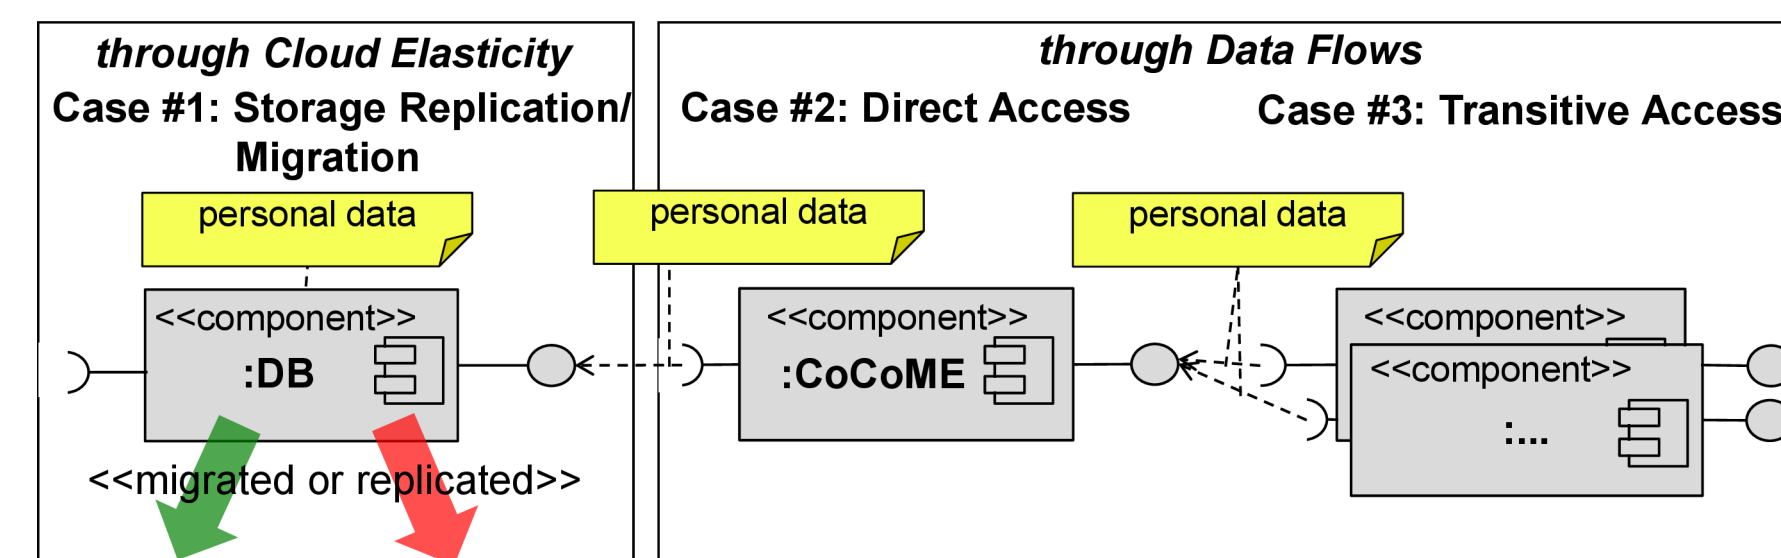 through Cloud Elasticity
Case #1: Storage Replication/
Migration
personal data
<<component>>
:DB
<<migrated or replicated>>
through Data Flows
Case #2: Direct Access
Case #3: Transitive Access
personal data
personal data
<<component>>
:CoCoME
<<component>>
<<component>>
:...